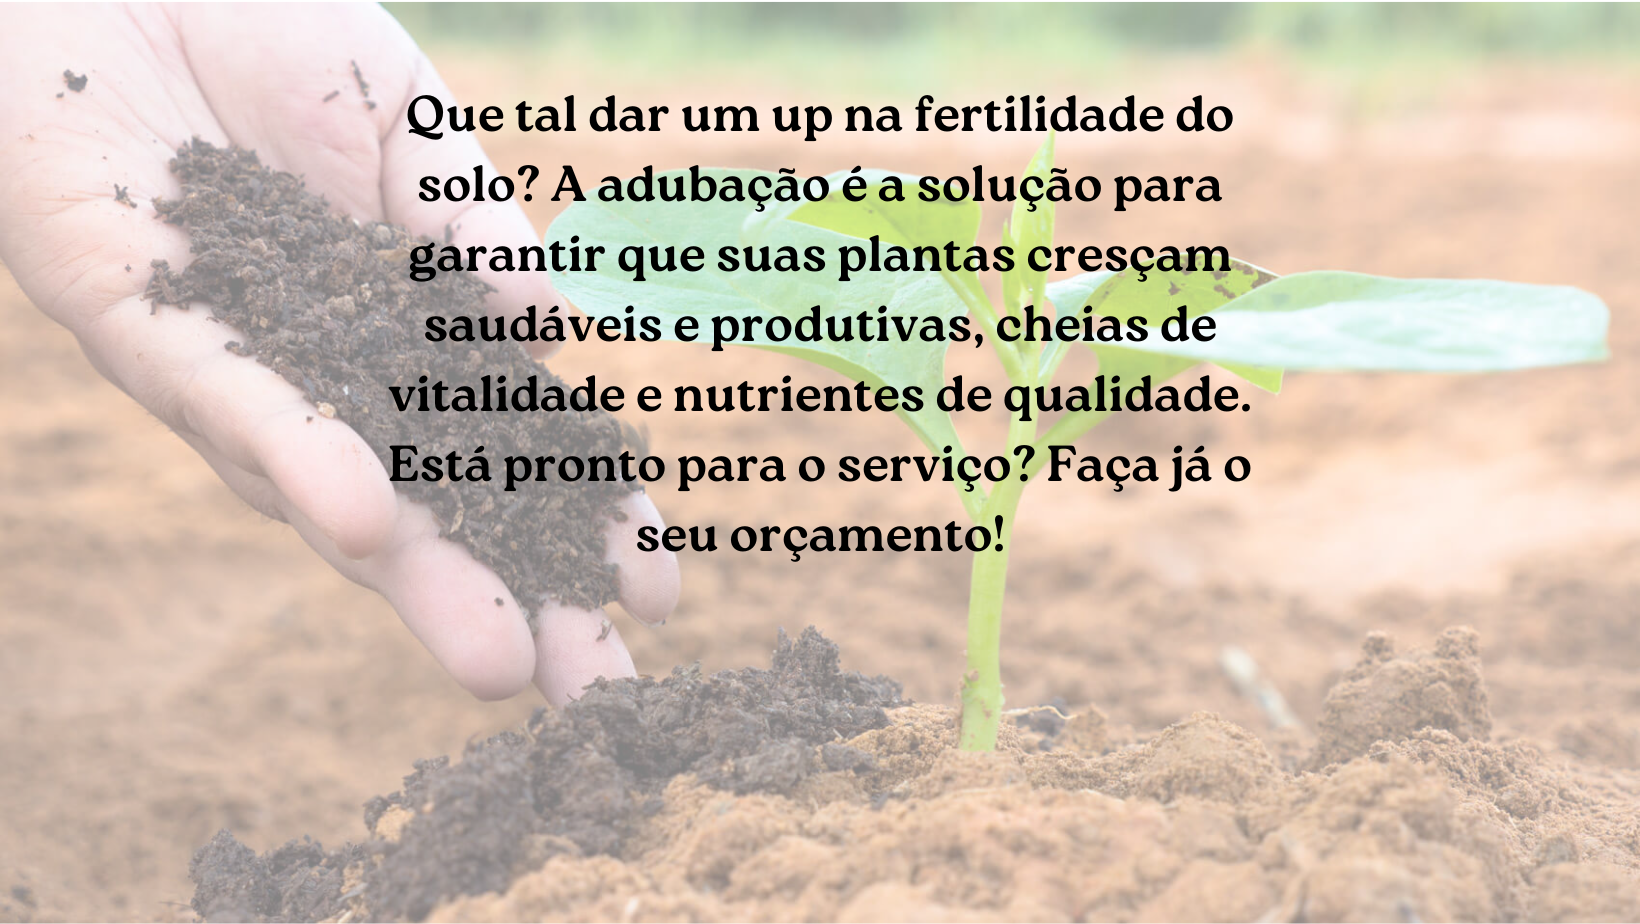 Que tal dar um up na fertilidade do
solo? A adubação é a solução para
garantir que suas plantas cresçam
saudáveis e produtivas, cheias de
vitalidade e nutrientes de qualidade.
Está pronto para o serviço? Faça já o
seu orçamento!